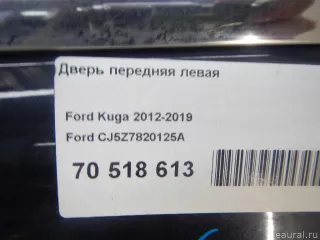 Дверь передняя левая
Ford Kuga 2012-2019
Ford CJ5Z7820125A
70 518 613